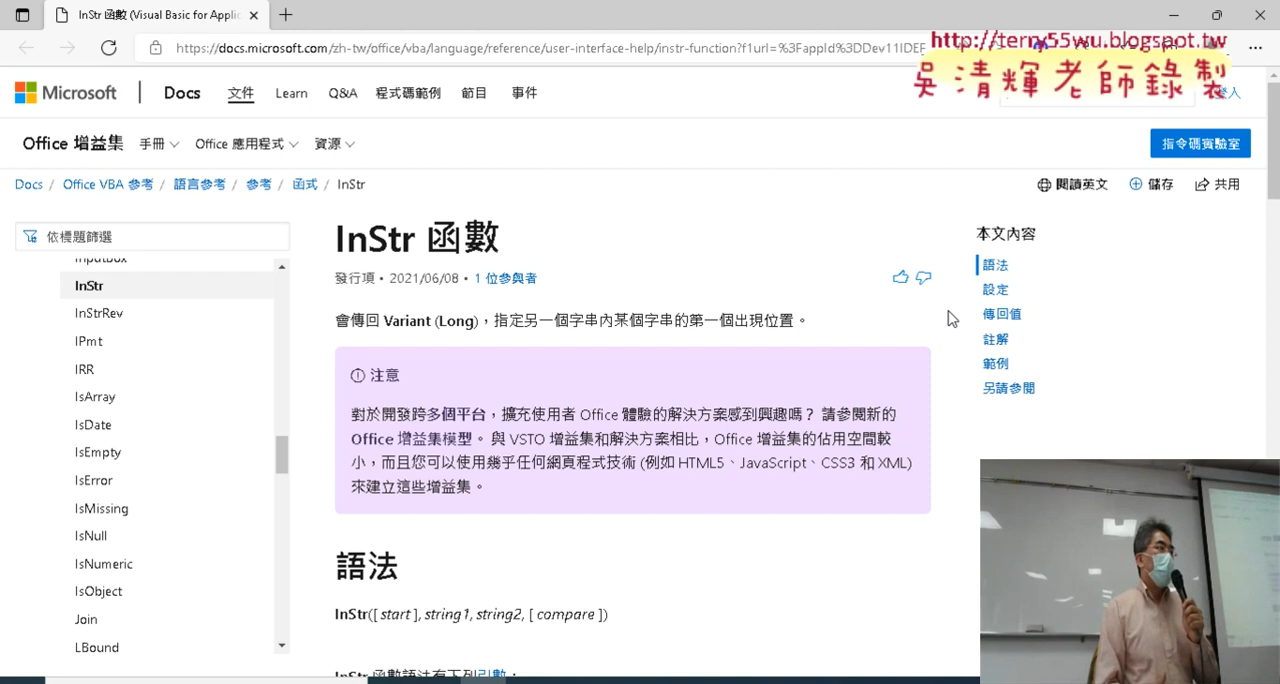 InStr 函數 (Visual Basic for Applic
https://docs.microsoft.com/zh-tw/office/vba/language/reference/user-interface-help/instr-function?f1url=%3FappId%3DDev11IDEF
http://terry55wu.blogspot.tw
吳清輝老師錄製
Microsoft
Docs 文件 Learn Q&A 程式碼範例 節目 事件
登入
Office 增益集 手冊 Office 應用程式 資源
指令碼實驗室
Docs / Office VBA 參考 / 語言參考 / 參考 / 函式 / InStr
閱讀英文 儲存 共用
依標題篩選
InputBox
InStr
InStrRev
IPmt
IRR
IsArray
IsDate
IsEmpty
IsError
IsMissing
IsNull
IsNumeric
IsObject
Join
LBound
InStr 函數
發行項 • 2021/06/08 • 1 位參與者
會傳回 Variant (Long)，指定另一個字串內某個字串的第一個出現位置。
注意
對於開發跨多個平台，擴充使用者 Office 體驗的解決方案感到興趣嗎？ 請參閱新的
Office 增益集模型。 與 VSTO 增益集和解決方案相比，Office 增益集的佔用空間較
小，而且您可以使用幾乎任何網頁程式技術 (例如 HTML5、JavaScript、CSS3 和 XML)
來建立這些增益集。
語法
InStr([ start ], string1, string2, [ compare ])
InStr 函數語法有下列引數：
本文內容
語法
設定
傳回值
註解
範例
另請參閱